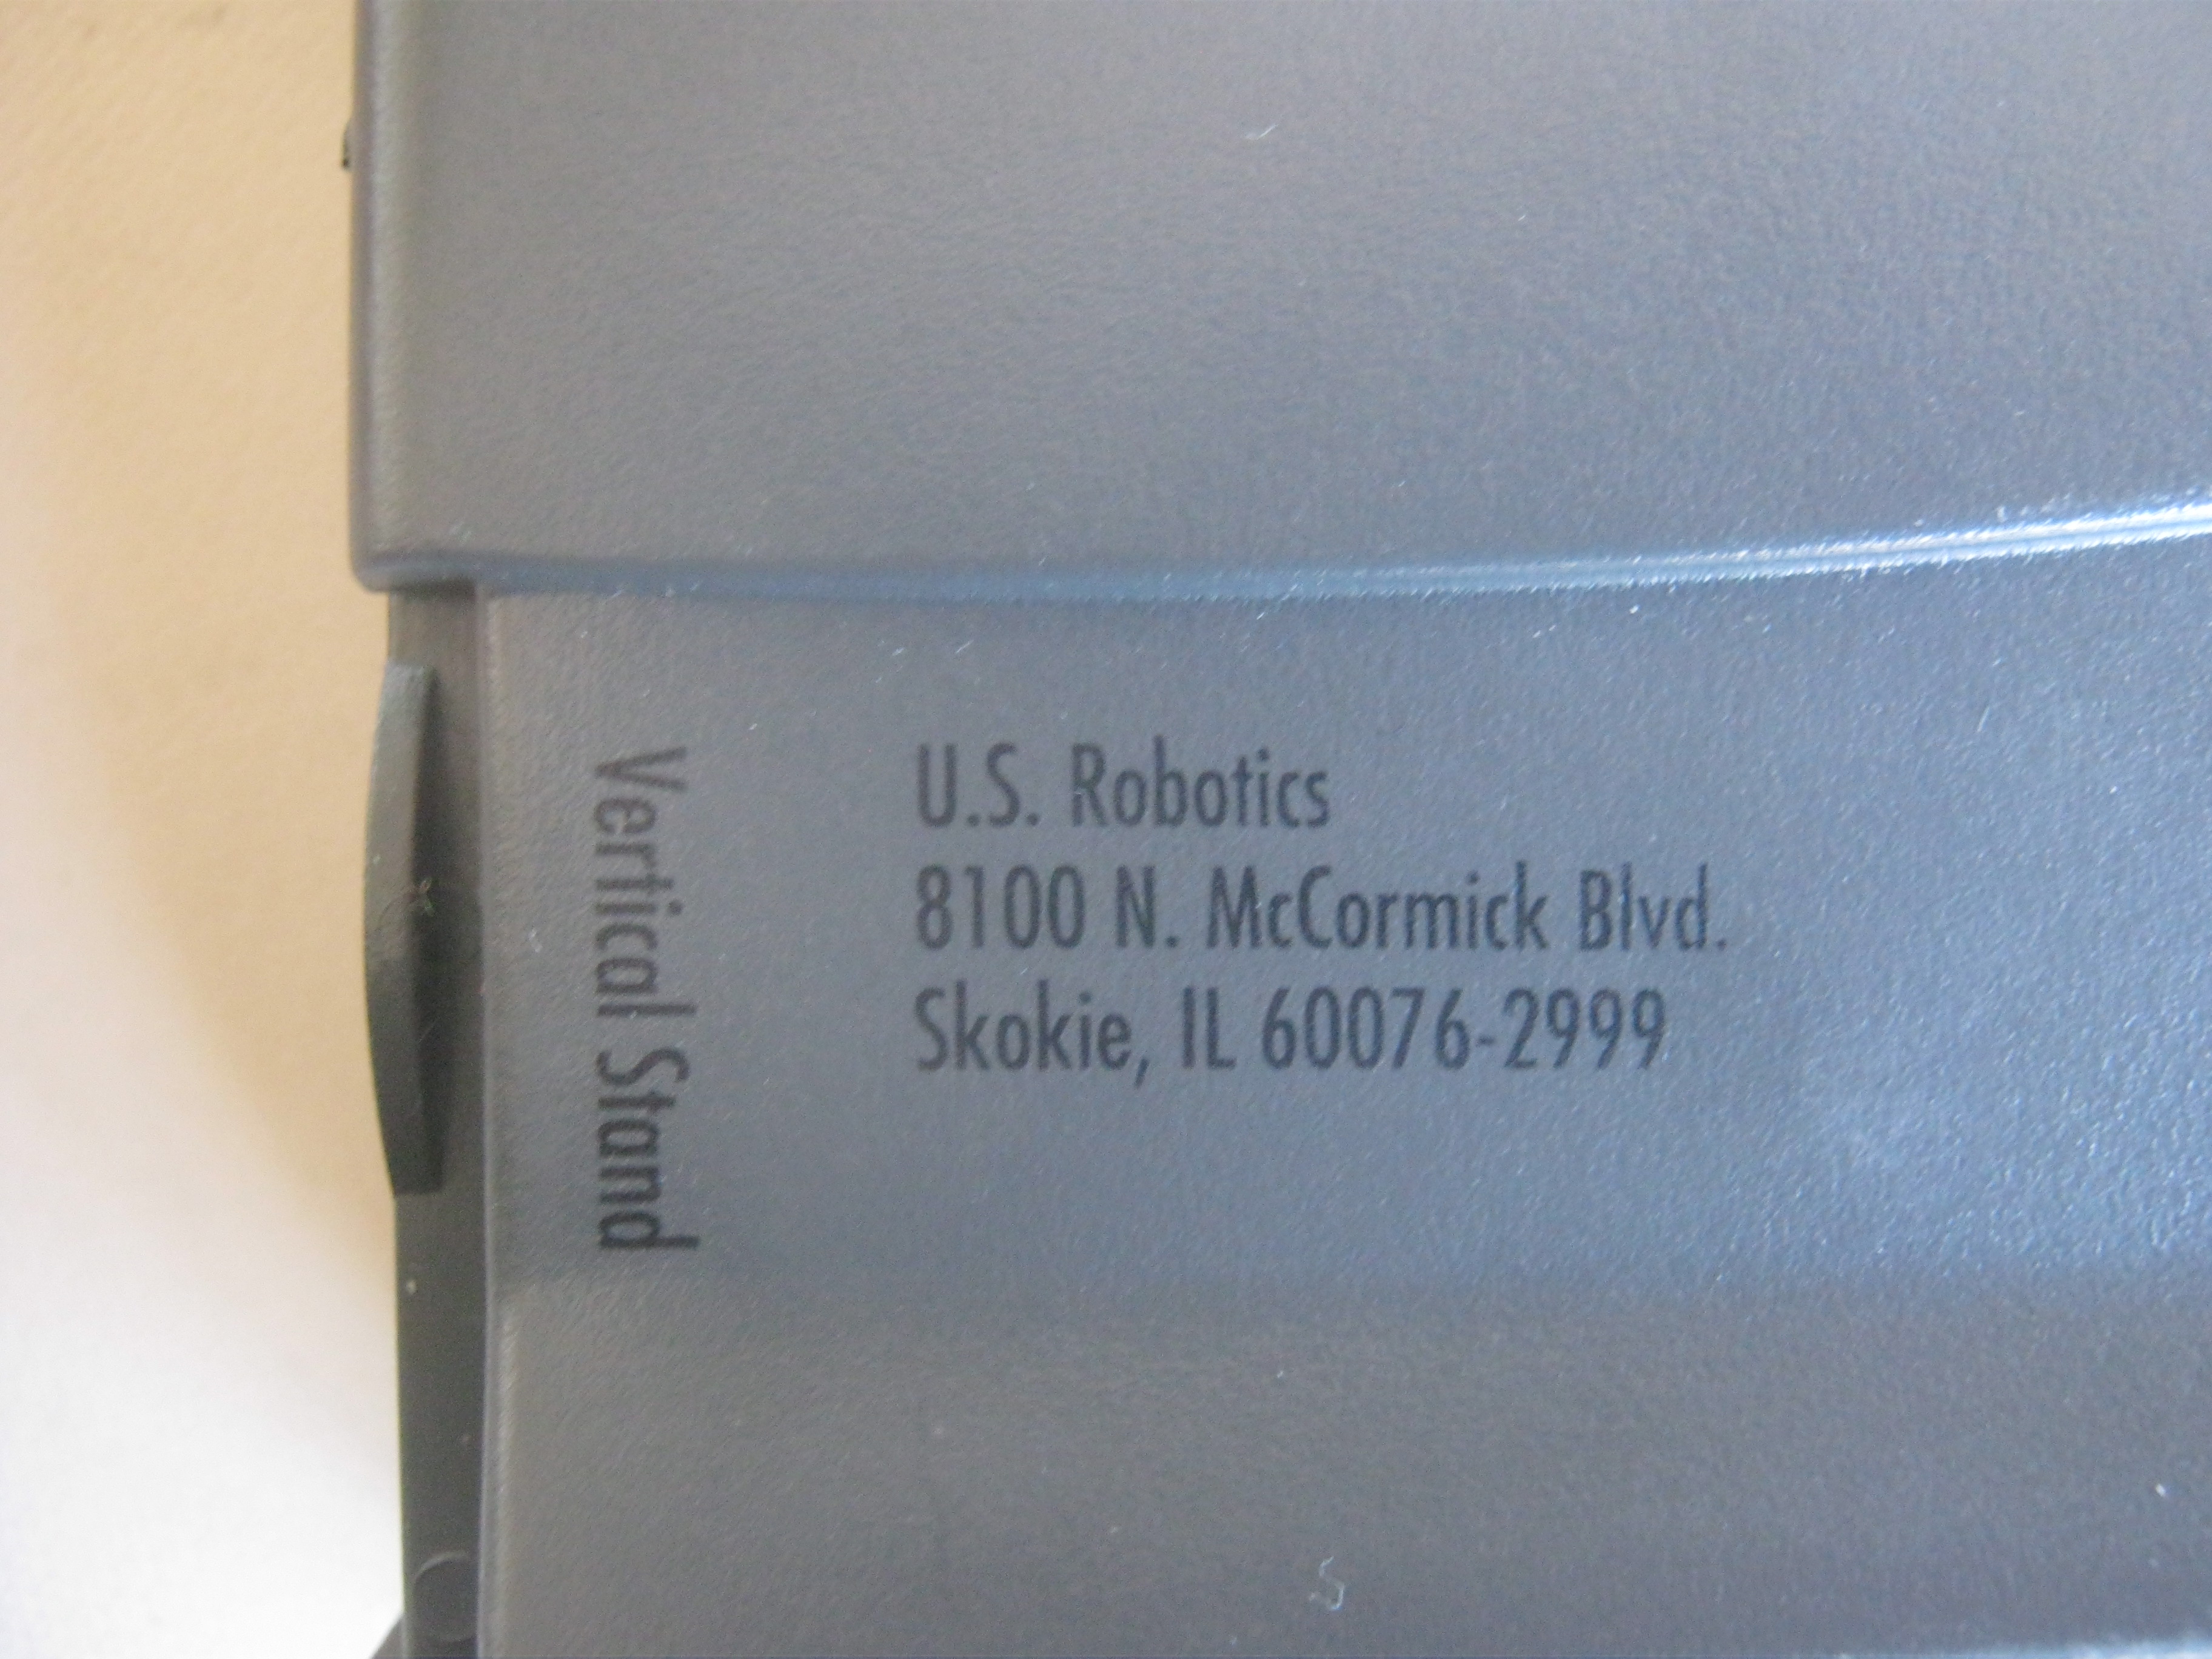 U.S. Robotics
8100 N. McCormick Blvd.
Skokie, IL 60076-2999
Vertical Stand